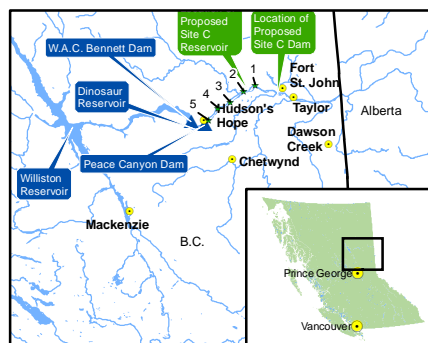 Proposed
Site C
Reservoir
Location of
Proposed
Site C Dam
W.A.C. Bennett Dam
Dinosaur
Reservoir
1
2
3
4
5
Fort
St. John
Taylor
Hudson's
Hope
Alberta
Dawson
Creek
Peace Canyon Dam
Chetwynd
Williston
Reservoir
Mackenzie
B.C.
Prince George
Vancouver